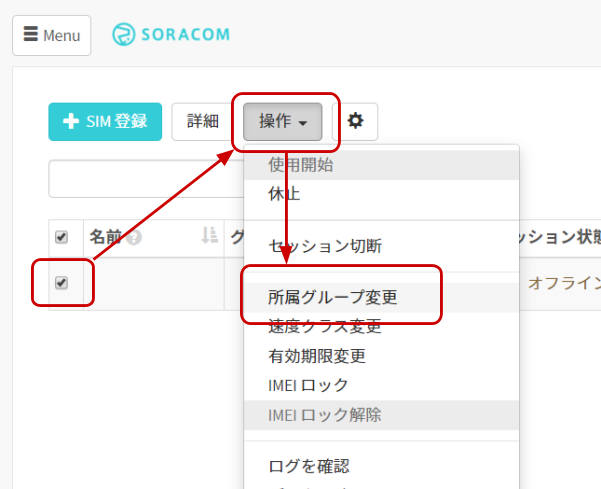 Menu
SORACOM
SIM 登録
詳細
操作
使用開始
休止
名前
グ
セッション切断
ッション状態
オフライン
所属グループ変更
速度クラス変更
有効期限変更
IMEI ロック
IMEI ロック解除
ログを確認